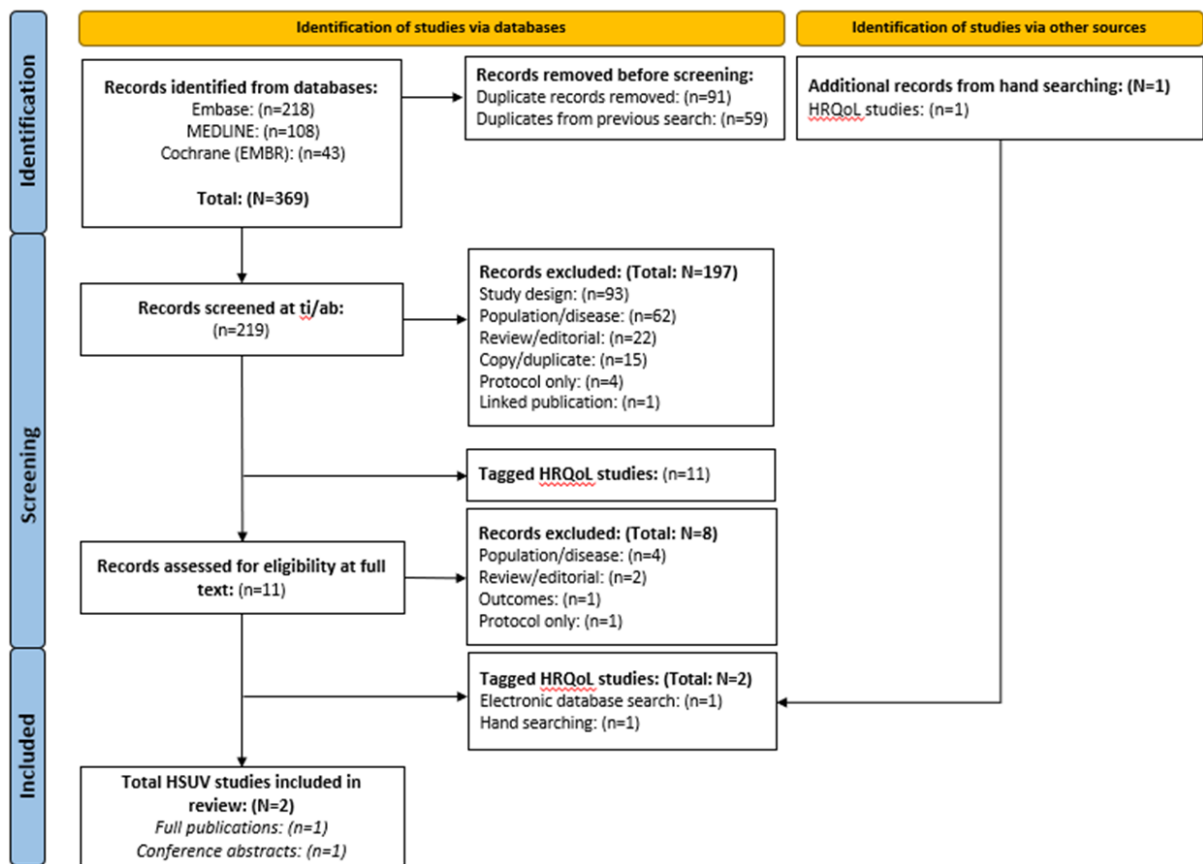 Identification of studies via databases
Identification of studies via other sources
Identification
Records identified from databases:
Embase: (n=218)
MEDLINE: (n=108)
Cochrane (EMBR): (n=43)
Total: (N=369)
Records removed before screening:
Duplicate records removed: (n=91)
Duplicates from previous search: (n=59)
Additional records from hand searching: (N=1)
HRQoL studies: (n=1)
Screening
Records screened at ti/ab:
(n=219)
Records excluded: (Total: N=197)
Study design: (n=93)
Population/disease: (n=62)
Review/editorial: (n=22)
Copy/duplicate: (n=15)
Protocol only: (n=4)
Linked publication: (n=1)
Tagged HRQoL studies: (n=11)
Records assessed for eligibility at full
text: (n=11)
Records excluded: (Total: N=8)
Population/disease: (n=4)
Review/editorial: (n=2)
Outcomes: (n=1)
Protocol only: (n=1)
Included
Tagged HRQoL studies: (Total: N=2)
Electronic database search: (n=1)
Hand searching: (n=1)
Total HSUV studies included in
review: (N=2)
Full publications: (n=1)
Conference abstracts: (n=1)